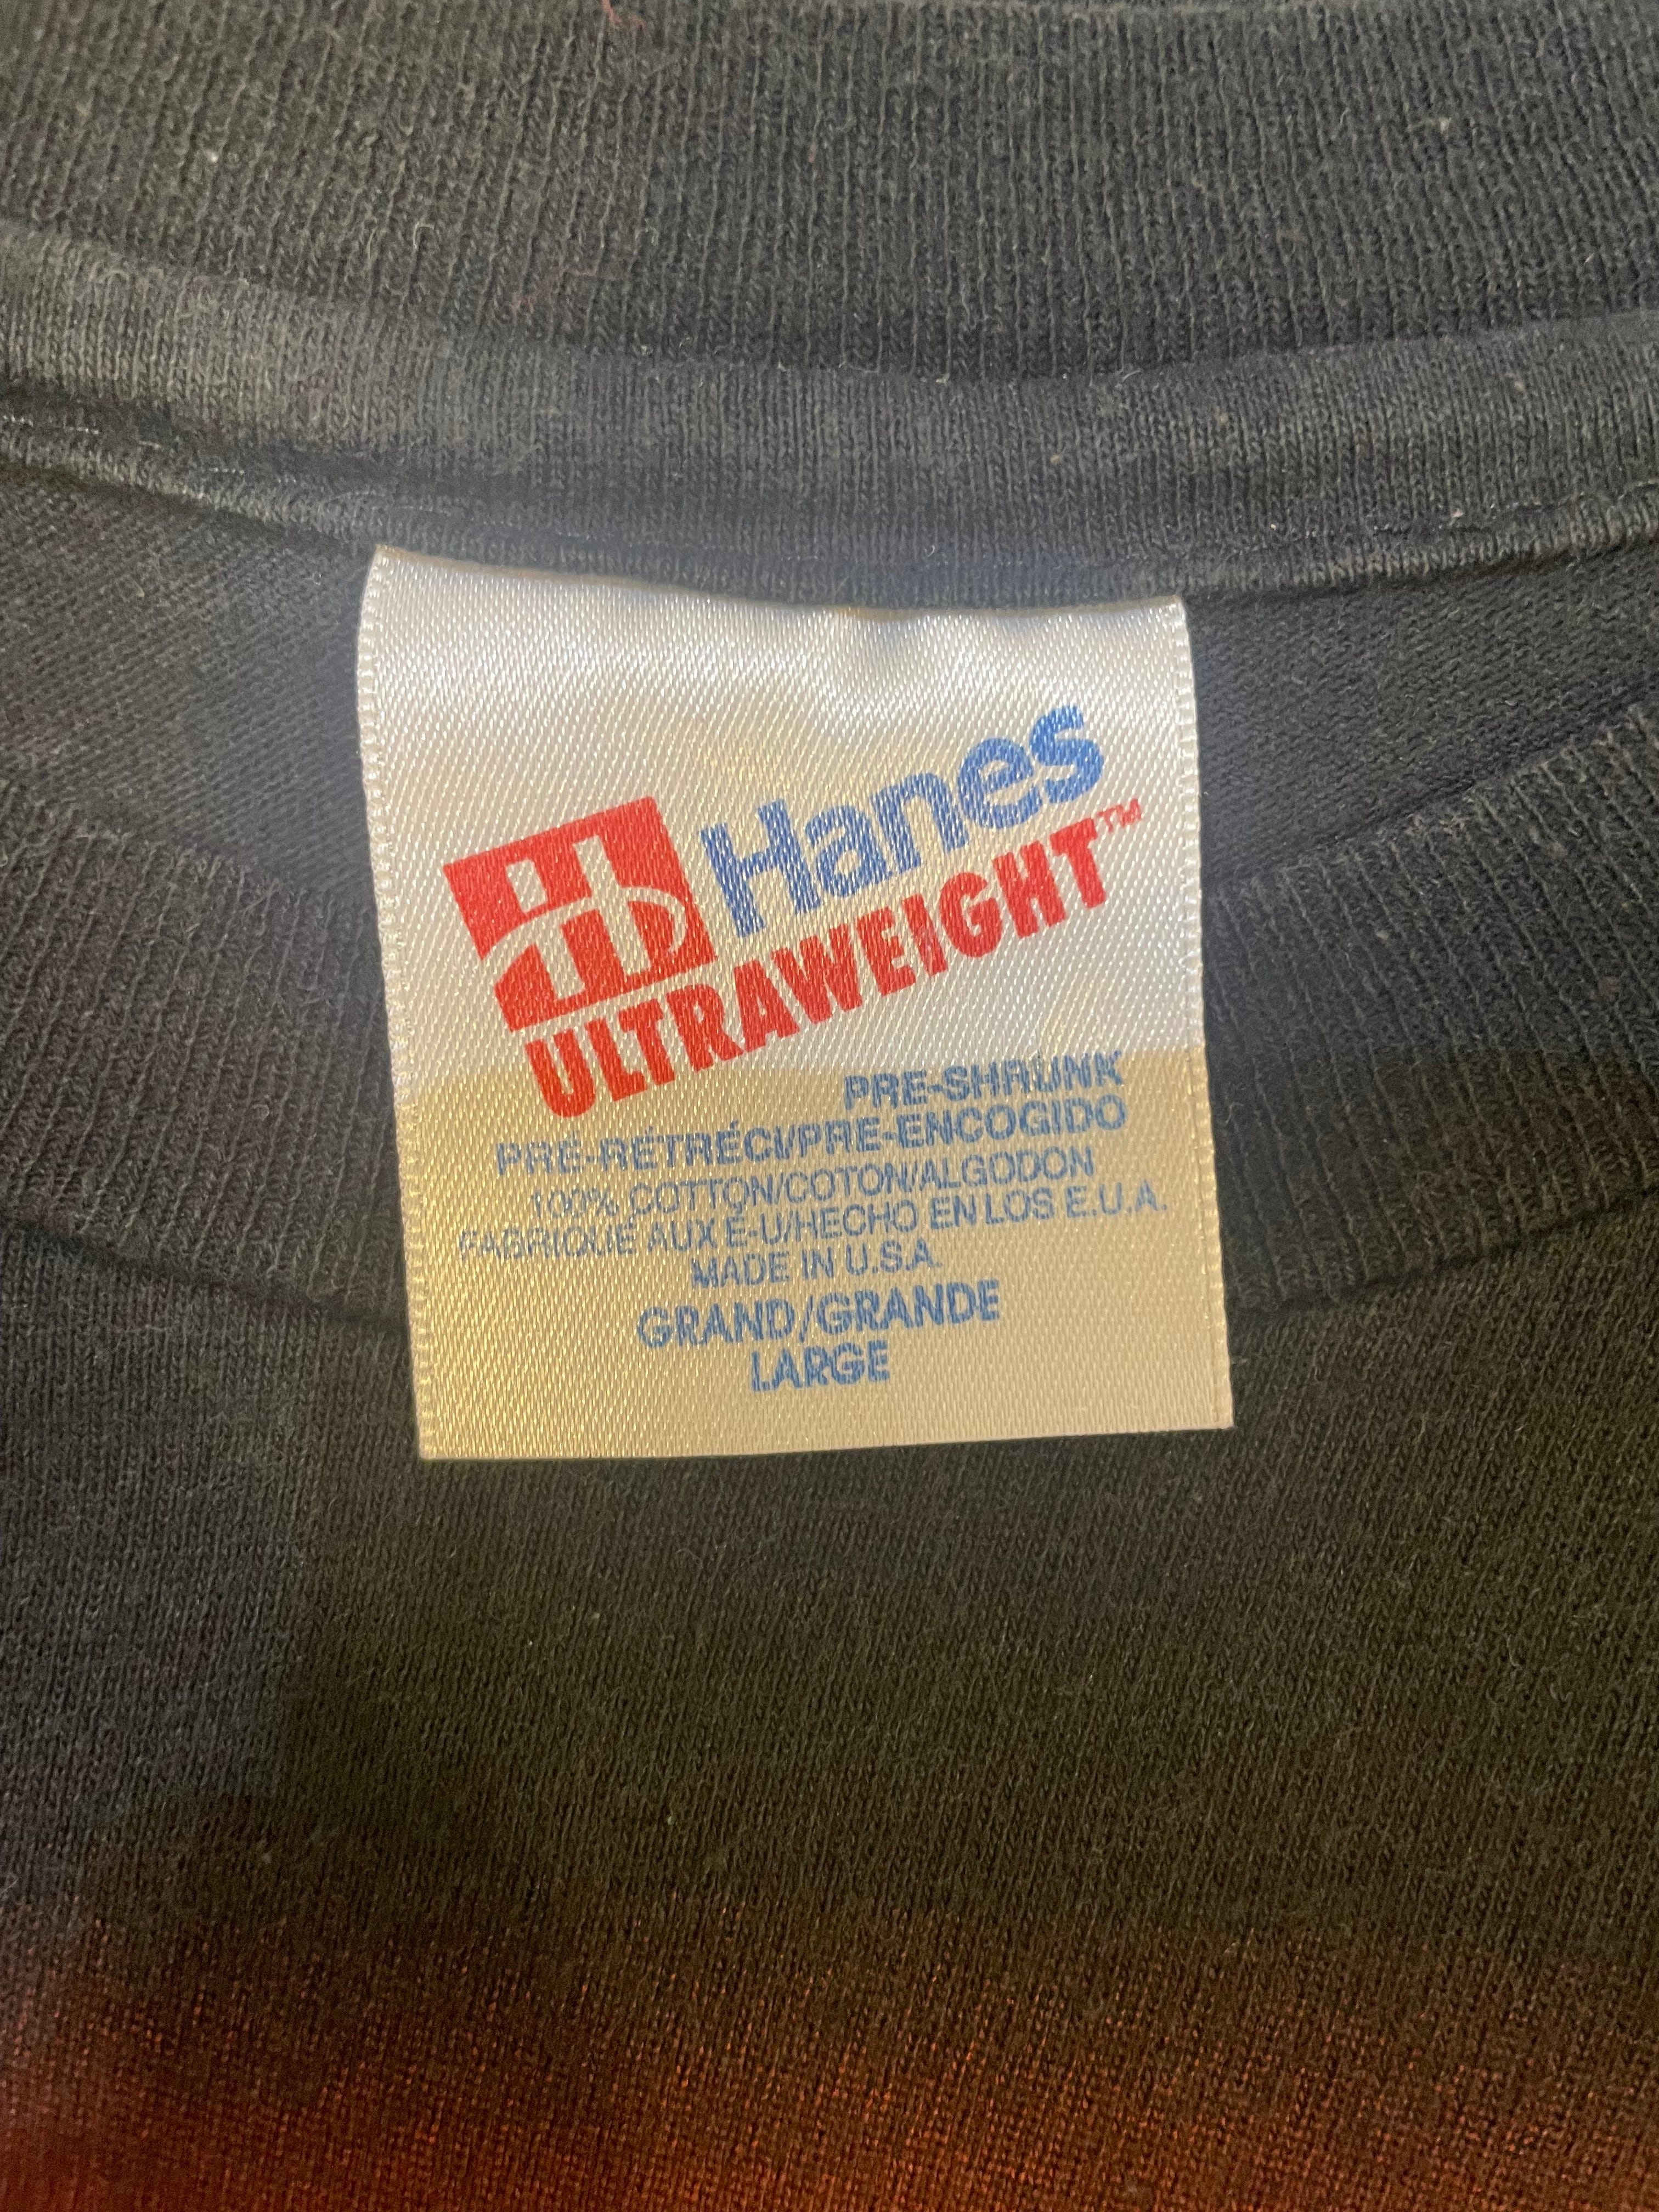 Hanes
ULTRAWEIGHT™
PRE-SHRUNK
PRÉ-RÉTRÉCI/PRE-ENCOGIDO
100% COTTON/COTON/ALGODON
FABRIQUÉ AUX É-U/HECHO EN LOS E.U.A.
MADE IN U.S.A.
GRAND/GRANDE
LARGE